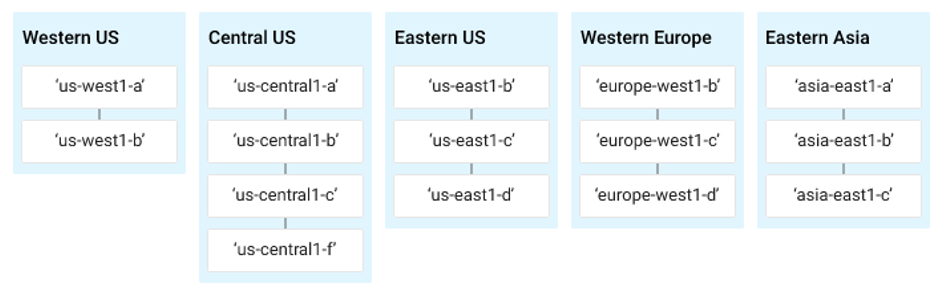 Western US
‘us-west1-a’
‘us-west1-b’
Central US
‘us-central1-a’
‘us-central1-b’
‘us-central1-c’
‘us-central1-f’
Eastern US
‘us-east1-b’
‘us-east1-c’
‘us-east1-d’
Western Europe
‘europe-west1-b’
‘europe-west1-c’
‘europe-west1-d’
Eastern Asia
‘asia-east1-a’
‘asia-east1-b’
‘asia-east1-c’